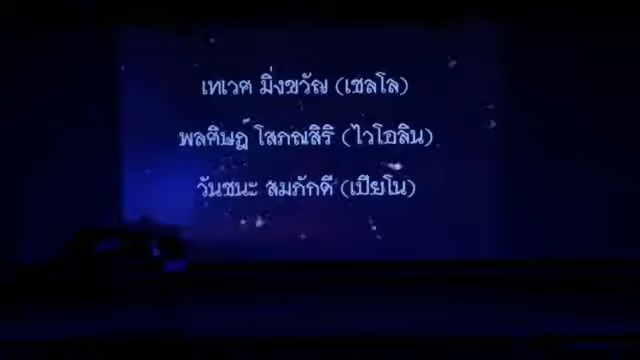 เทเวศ มิ่งขวัญ (เชลโล)
พลศิษฎ์ โสภณสิริ (ไวโอลิน)
วันชนะ สมภักดี (เปียโน)